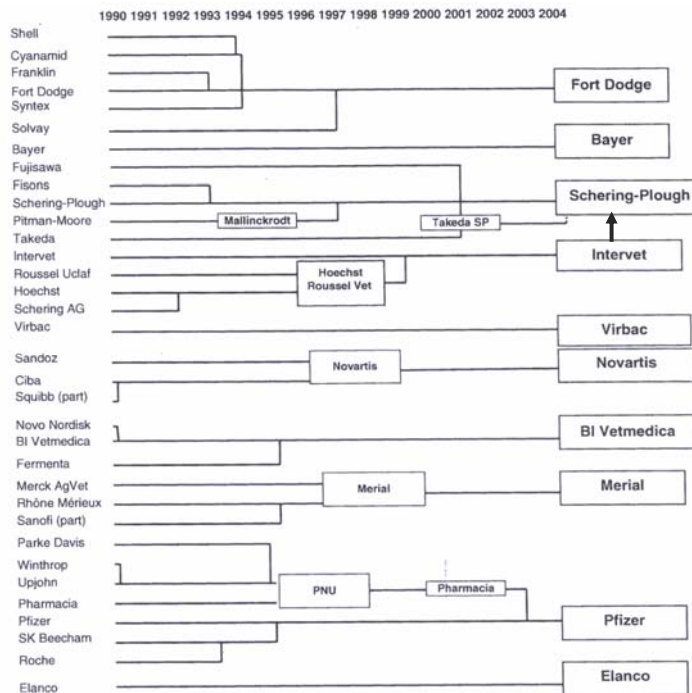 1990 1991 1992 1993 1994 1995 1996 1997 1998 1999 2000 2001 2002 2003 2004
Shell
Cyanamid
Franklin
Fort Dodge
Fort Dodge
Syntex
Solvay
Bayer
Bayer
Fujisawa
Fisons
Schering-Plough
Schering-Plough
Pitman-Moore
Mallinckrodt
Takeda SP
Takeda
Intervet
Intervet
Roussel Uclaf
Hoechst
Roussel Vet
Hoechst
Schering AG
Virbac
Virbac
Sandoz
Novartis
Novartis
Ciba
Squibb (part)
Novo Nordisk
BI Vetmedica
BI Vetmedica
Fermenta
Merck AgVet
Merial
Merial
Rhône Mérieux
Sanofi (part)
Parke Davis
Winthrop
Upjohn
PNU
Pharmacia
Pharmacia
Pfizer
Pfizer
SK Beecham
Roche
Elanco
Elanco